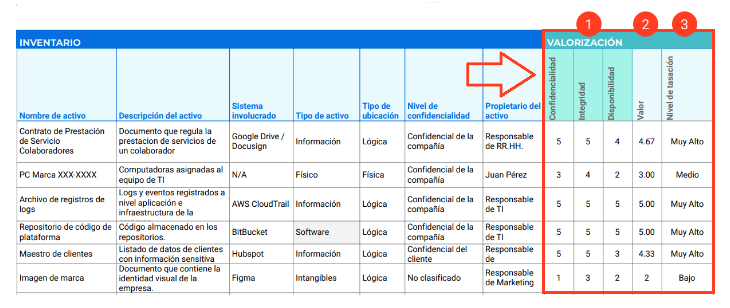 1 2 3
INVENTARIO VALORIZACIÓN
Nombre de activo
Descripción del activo
Sistema
involucrado
Tipo de activo
Tipo de
ubicación
Nivel de
confidencialidad
Propietario del
activo
Confidencialidad
Integridad
Disponibilidad
Valor
Nivel de tasación
Contrato de Prestación
de Servicio
Colaboradores
Documento que regula la
prestacion de servicios de
un colaborador
Google Drive /
Docusign
Información
Lógica
Confidencial de la
compañía
Responsable
de RR.HH.
5 5 4 4.67 Muy Alto
PC Marca XXX-XXXX
Computadoras asignadas al
equipo de TI
N/A
Físico
Física
Confidencial de la
compañía
Juan Pérez
3 4 2 3.00 Medio
Archivo de registros de
logs
Logs y eventos registrados a
nivel aplicación e
infraestructura de la
AWS CloudTrail
Información
Lógica
Confidencial de la
compañía
Responsable
de TI
5 5 5 5.00 Muy Alto
Repositorio de código de
plataforma
Código almacenado en los
repositorios.
BitBucket
Software
Lógica
Confidencial de la
compañía
Responsable
de TI
5 5 5 5.00 Muy Alto
Maestro de clientes
Listado de datos de clientes
con información sensitiva
Hubspot
Información
Lógica
Confidencial del
cliente
Responsable
de
5 5 3 4.33 Muy Alto
Imagen de marca
Documento que contiene la
identidad visual de la
empresa.
Figma
Intangibles
Lógica
No clasificado
Responsable
de Marketing
1 3 2 2 Bajo